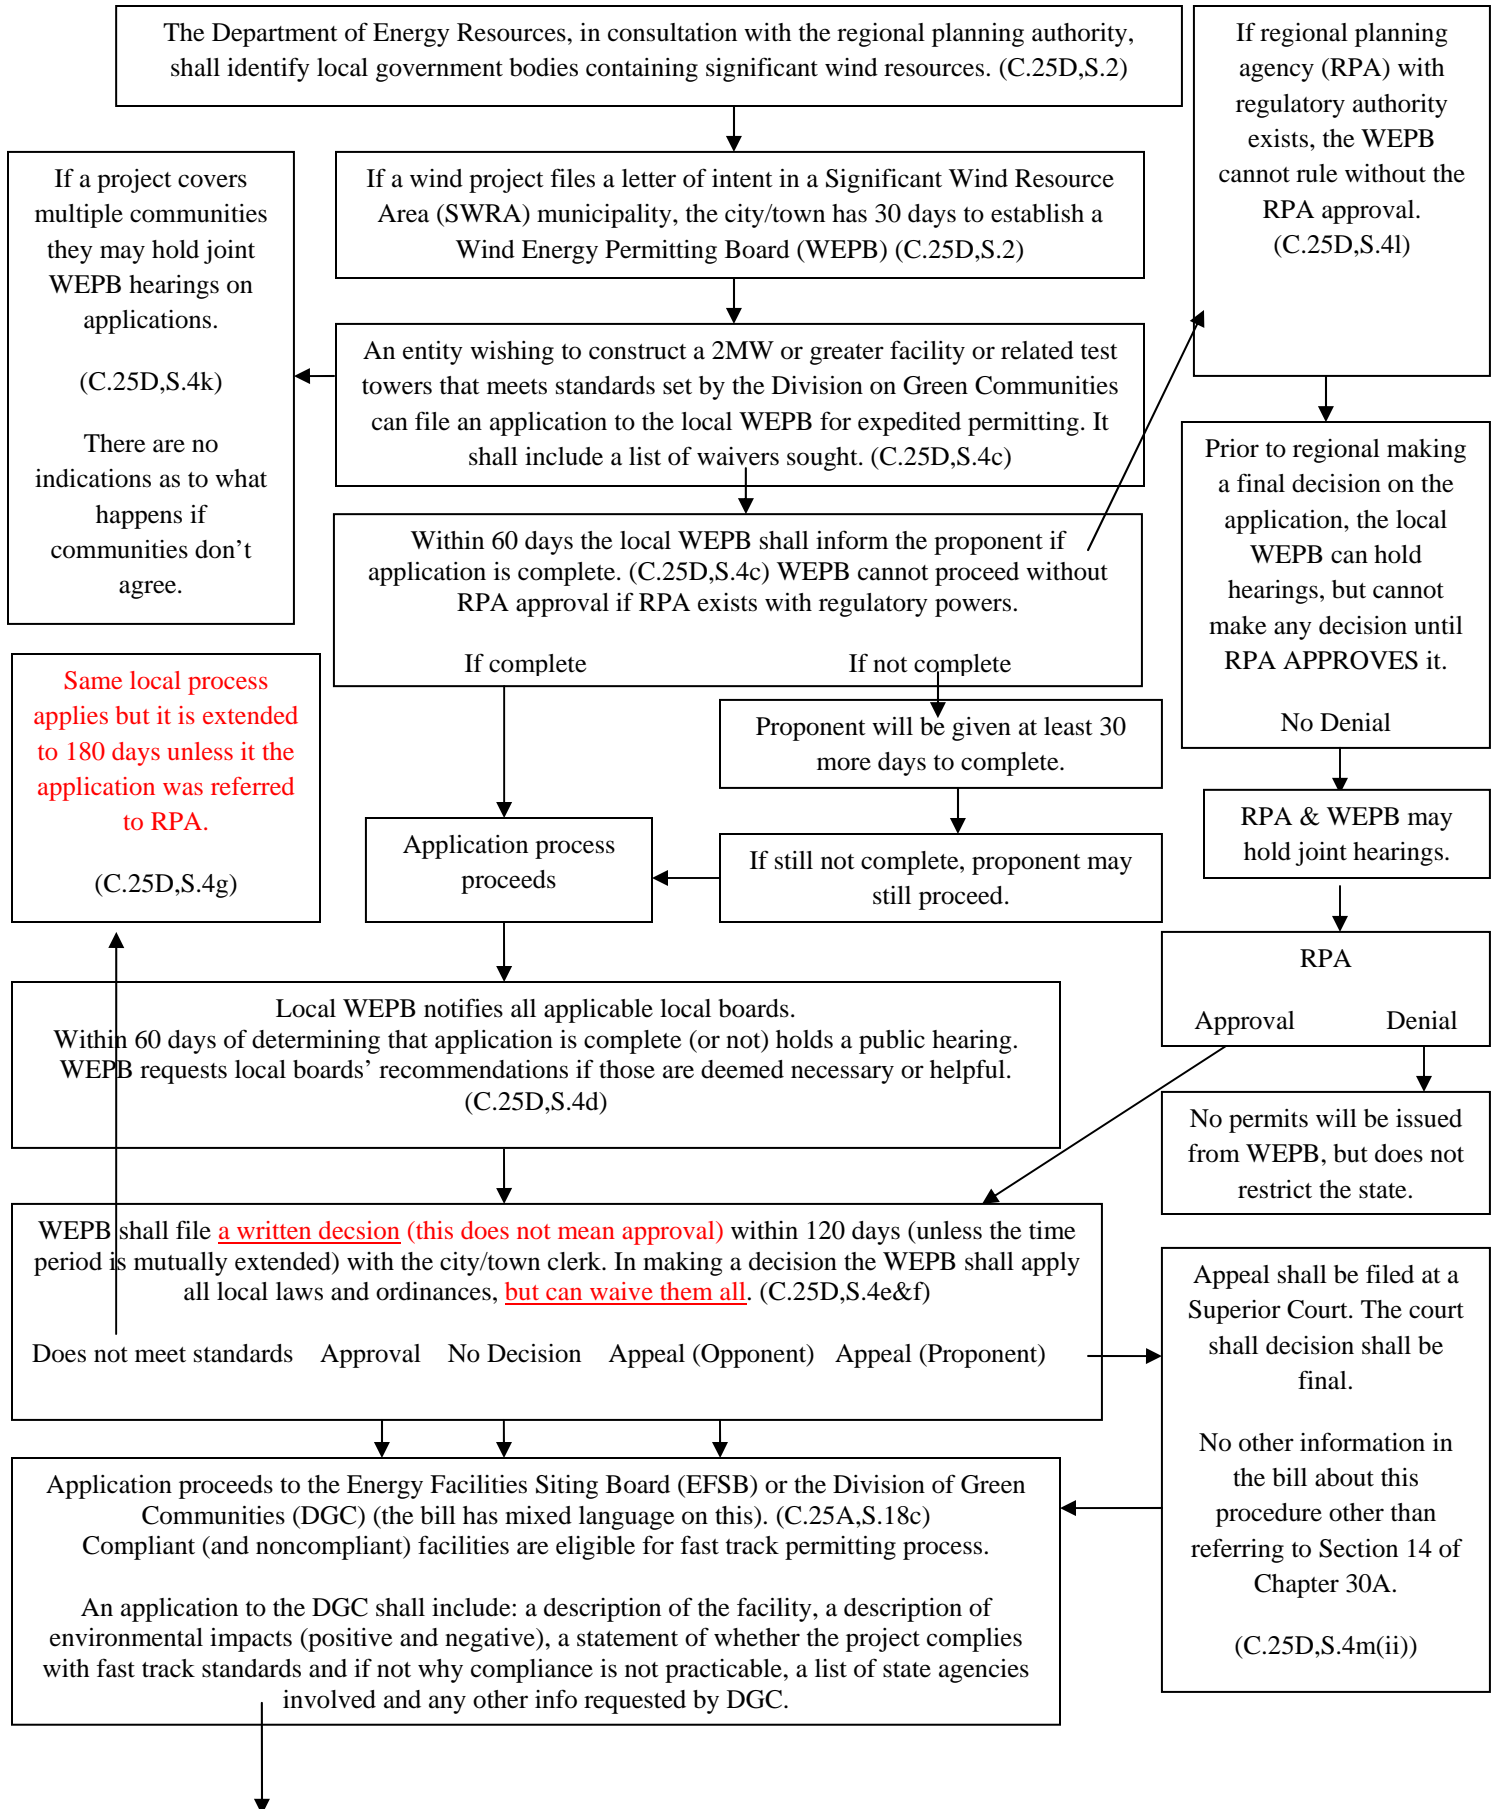 The Department of Energy Resources, in consultation with the regional planning authority,
shall identify local government bodies containing significant wind resources. (C.25D,S.2)
If regional planning
agency (RPA) with
regulatory authority
exists, the WEPB
cannot rule without the
RPA approval.
(C.25D,S.4l)
If a project covers
multiple communities
they may hold joint
WEPB hearings on
applications.
(C.25D,S.4k)
There are no
indications as to what
happens if
communities don’t
agree.
If a wind project files a letter of intent in a Significant Wind Resource
Area (SWRA) municipality, the city/town has 30 days to establish a
Wind Energy Permitting Board (WEPB) (C.25D,S.2)
An entity wishing to construct a 2MW or greater facility or related test
towers that meets standards set by the Division on Green Communities
can file an application to the local WEPB for expedited permitting. It
shall include a list of waivers sought. (C.25D,S.4c)
Prior to regional making
a final decision on the
application, the local
WEPB can hold
hearings, but cannot
make any decision until
RPA APPROVES it.
No Denial
Within 60 days the local WEPB shall inform the proponent if
application is complete. (C.25D,S.4c) WEPB cannot proceed without
RPA approval if RPA exists with regulatory powers.
If complete If not complete
Same local process
applies but it is extended
to 180 days unless it the
application was referred
to RPA.
(C.25D,S.4g)
Proponent will be given at least 30
more days to complete.
RPA & WEPB may
hold joint hearings.
Application process
proceeds
If still not complete, proponent may
still proceed.
RPA
Approval Denial
Local WEPB notifies all applicable local boards.
Within 60 days of determining that application is complete (or not) holds a public hearing.
WEPB requests local boards’ recommendations if those are deemed necessary or helpful.
(C.25D,S.4d)
No permits will be issued
from WEPB, but does not
restrict the state.
WEPB shall file a written decsion (this does not mean approval) within 120 days (unless the time
period is mutually extended) with the city/town clerk. In making a decision the WEPB shall apply
all local laws and ordinances, but can waive them all. (C.25D,S.4e&f)
Does not meet standards Approval No Decision Appeal (Opponent) Appeal (Proponent)
Appeal shall be filed at a
Superior Court. The court
shall decision shall be
final.
No other information in
the bill about this
procedure other than
referring to Section 14 of
Chapter 30A.
(C.25D,S.4m(ii))
Application proceeds to the Energy Facilities Siting Board (EFSB) or the Division of Green
Communities (DGC) (the bill has mixed language on this). (C.25A,S.18c)
Compliant (and noncompliant) facilities are eligible for fast track permitting process.
An application to the DGC shall include: a description of the facility, a description of
environmental impacts (positive and negative), a statement of whether the project complies
with fast track standards and if not why compliance is not practicable, a list of state agencies
involved and any other info requested by DGC.